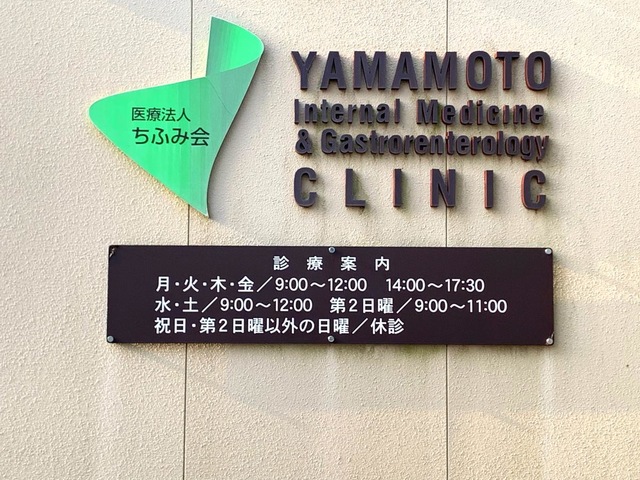 医療法人
ちふみ会
YAMAMOTO
Internal Medicine
& Gastrorenterology
CLINIC
診療案内
月・火・木・金／9:00～12:00 14:00～17:30
水・土／9:00～12:00 第2日曜／9:00～11:00
祝日・第2日曜以外の日曜／休診